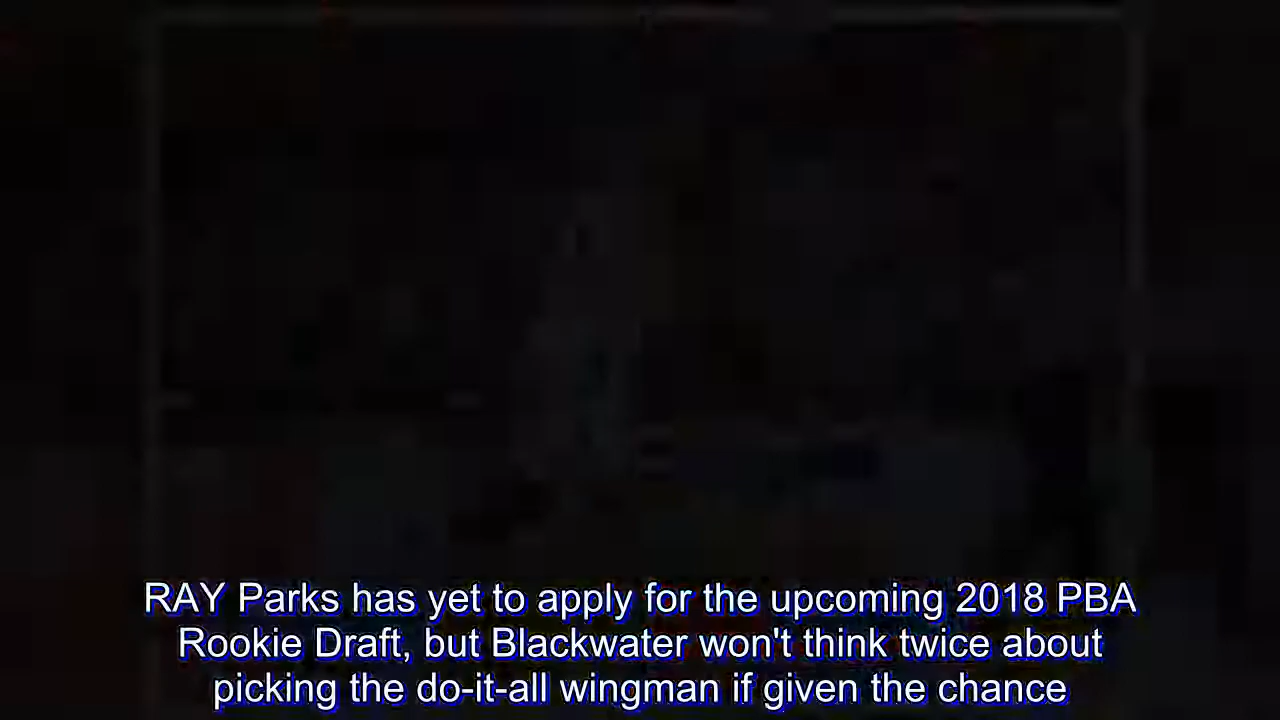 RAY Parks has yet to apply for the upcoming 2018 PBA
Rookie Draft, but Blackwater won't think twice about
picking the do-it-all wingman if given the chance